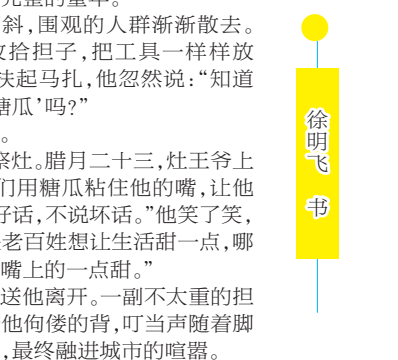 斜，围观的人群渐渐散去。
拾担子，把工具一样样放
扶起马扎，他忽然说：“知道
糖瓜’吗？”
。
祭灶。腊月二十三，灶王爷上
们用糖瓜粘住他的嘴，让他
好话，不说坏话。”他笑了笑，
老百姓想让生活甜一点，哪
嘴上的一点甜。”
送他离开。一副不太重的担
他佝偻的背，叮当声随着脚
，最终融进城市的喧嚣。
徐明飞 书